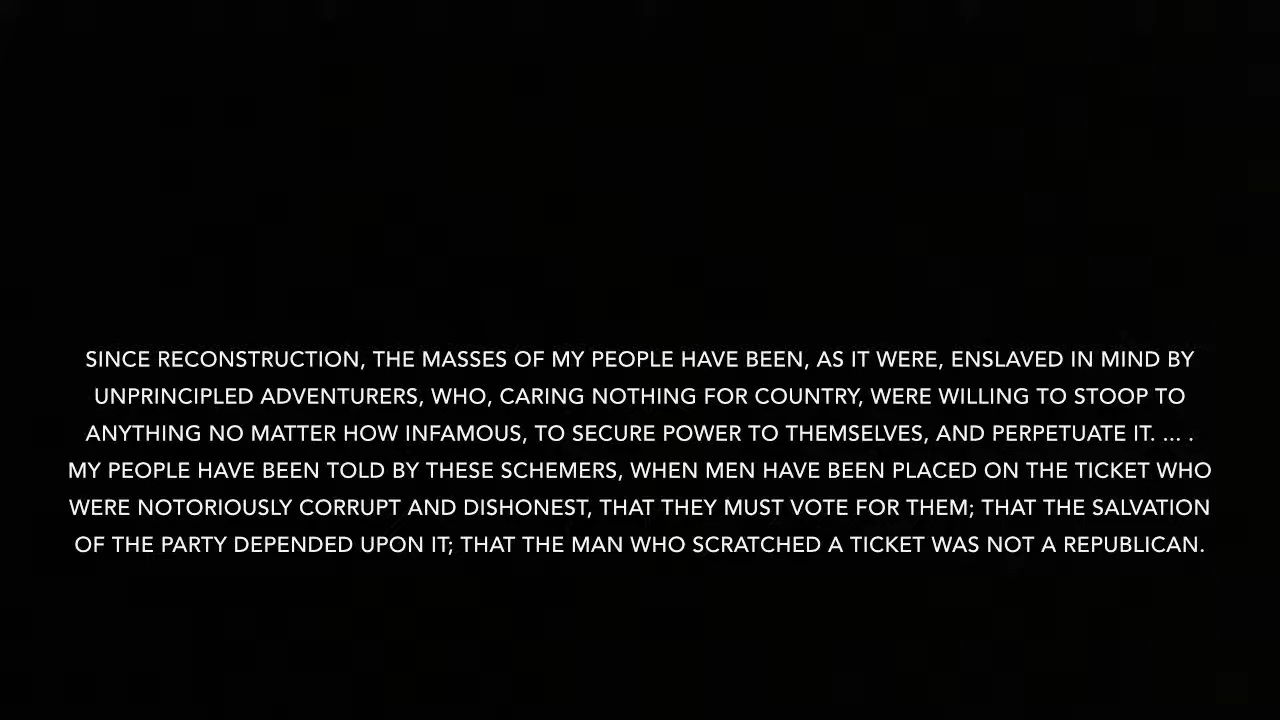 SINCE RECONSTRUCTION, THE MASSES OF MY PEOPLE HAVE BEEN, AS IT WERE, ENSLAVED IN MIND BY
UNPRINCIPLED ADVENTURERS, WHO, CARING NOTHING FOR COUNTRY, WERE WILLING TO STOOP TO
ANYTHING NO MATTER HOW INFAMOUS, TO SECURE POWER TO THEMSELVES, AND PERPETUATE IT. ... .
MY PEOPLE HAVE BEEN TOLD BY THESE SCHEMERS, WHEN MEN HAVE BEEN PLACED ON THE TICKET WHO
WERE NOTORIOUSLY CORRUPT AND DISHONEST, THAT THEY MUST VOTE FOR THEM; THAT THE SALVATION
OF THE PARTY DEPENDED UPON IT; THAT THE MAN WHO SCRATCHED A TICKET WAS NOT A REPUBLICAN.